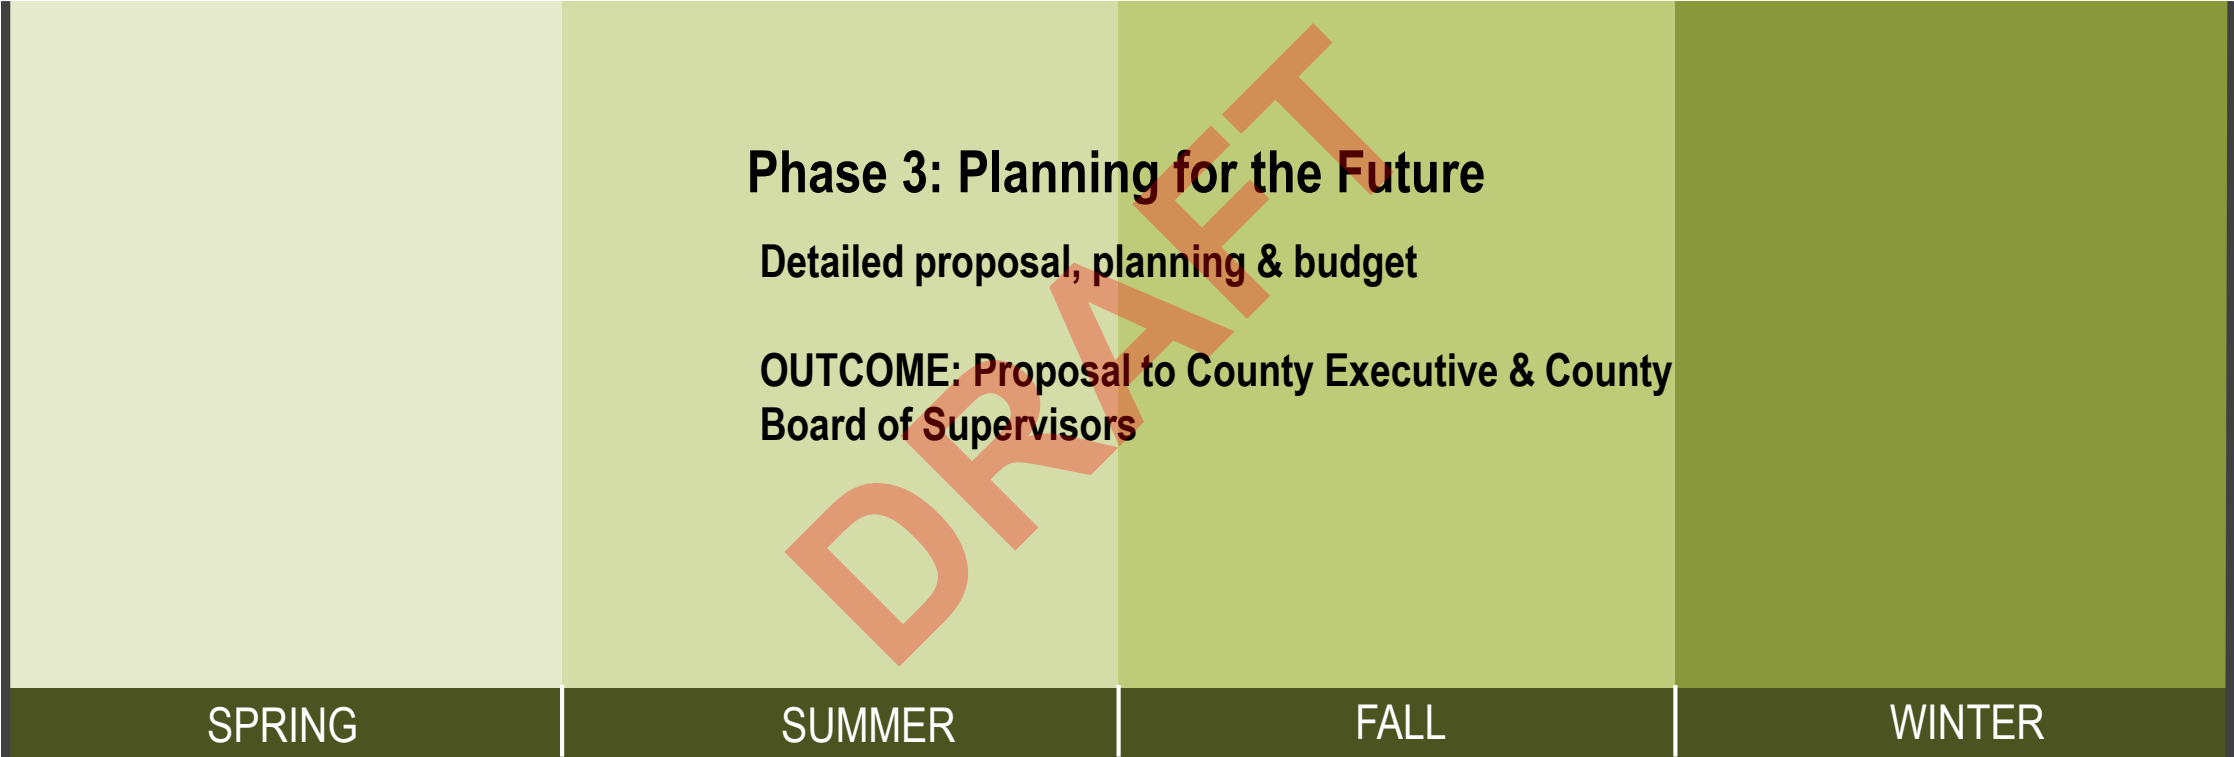 Phase 3: Planning for the Future
Detailed proposal, planning & budget
OUTCOME: Proposal to County Executive & County
Board of Supervisors
DRAFT
SPRING
SUMMER
FALL
WINTER